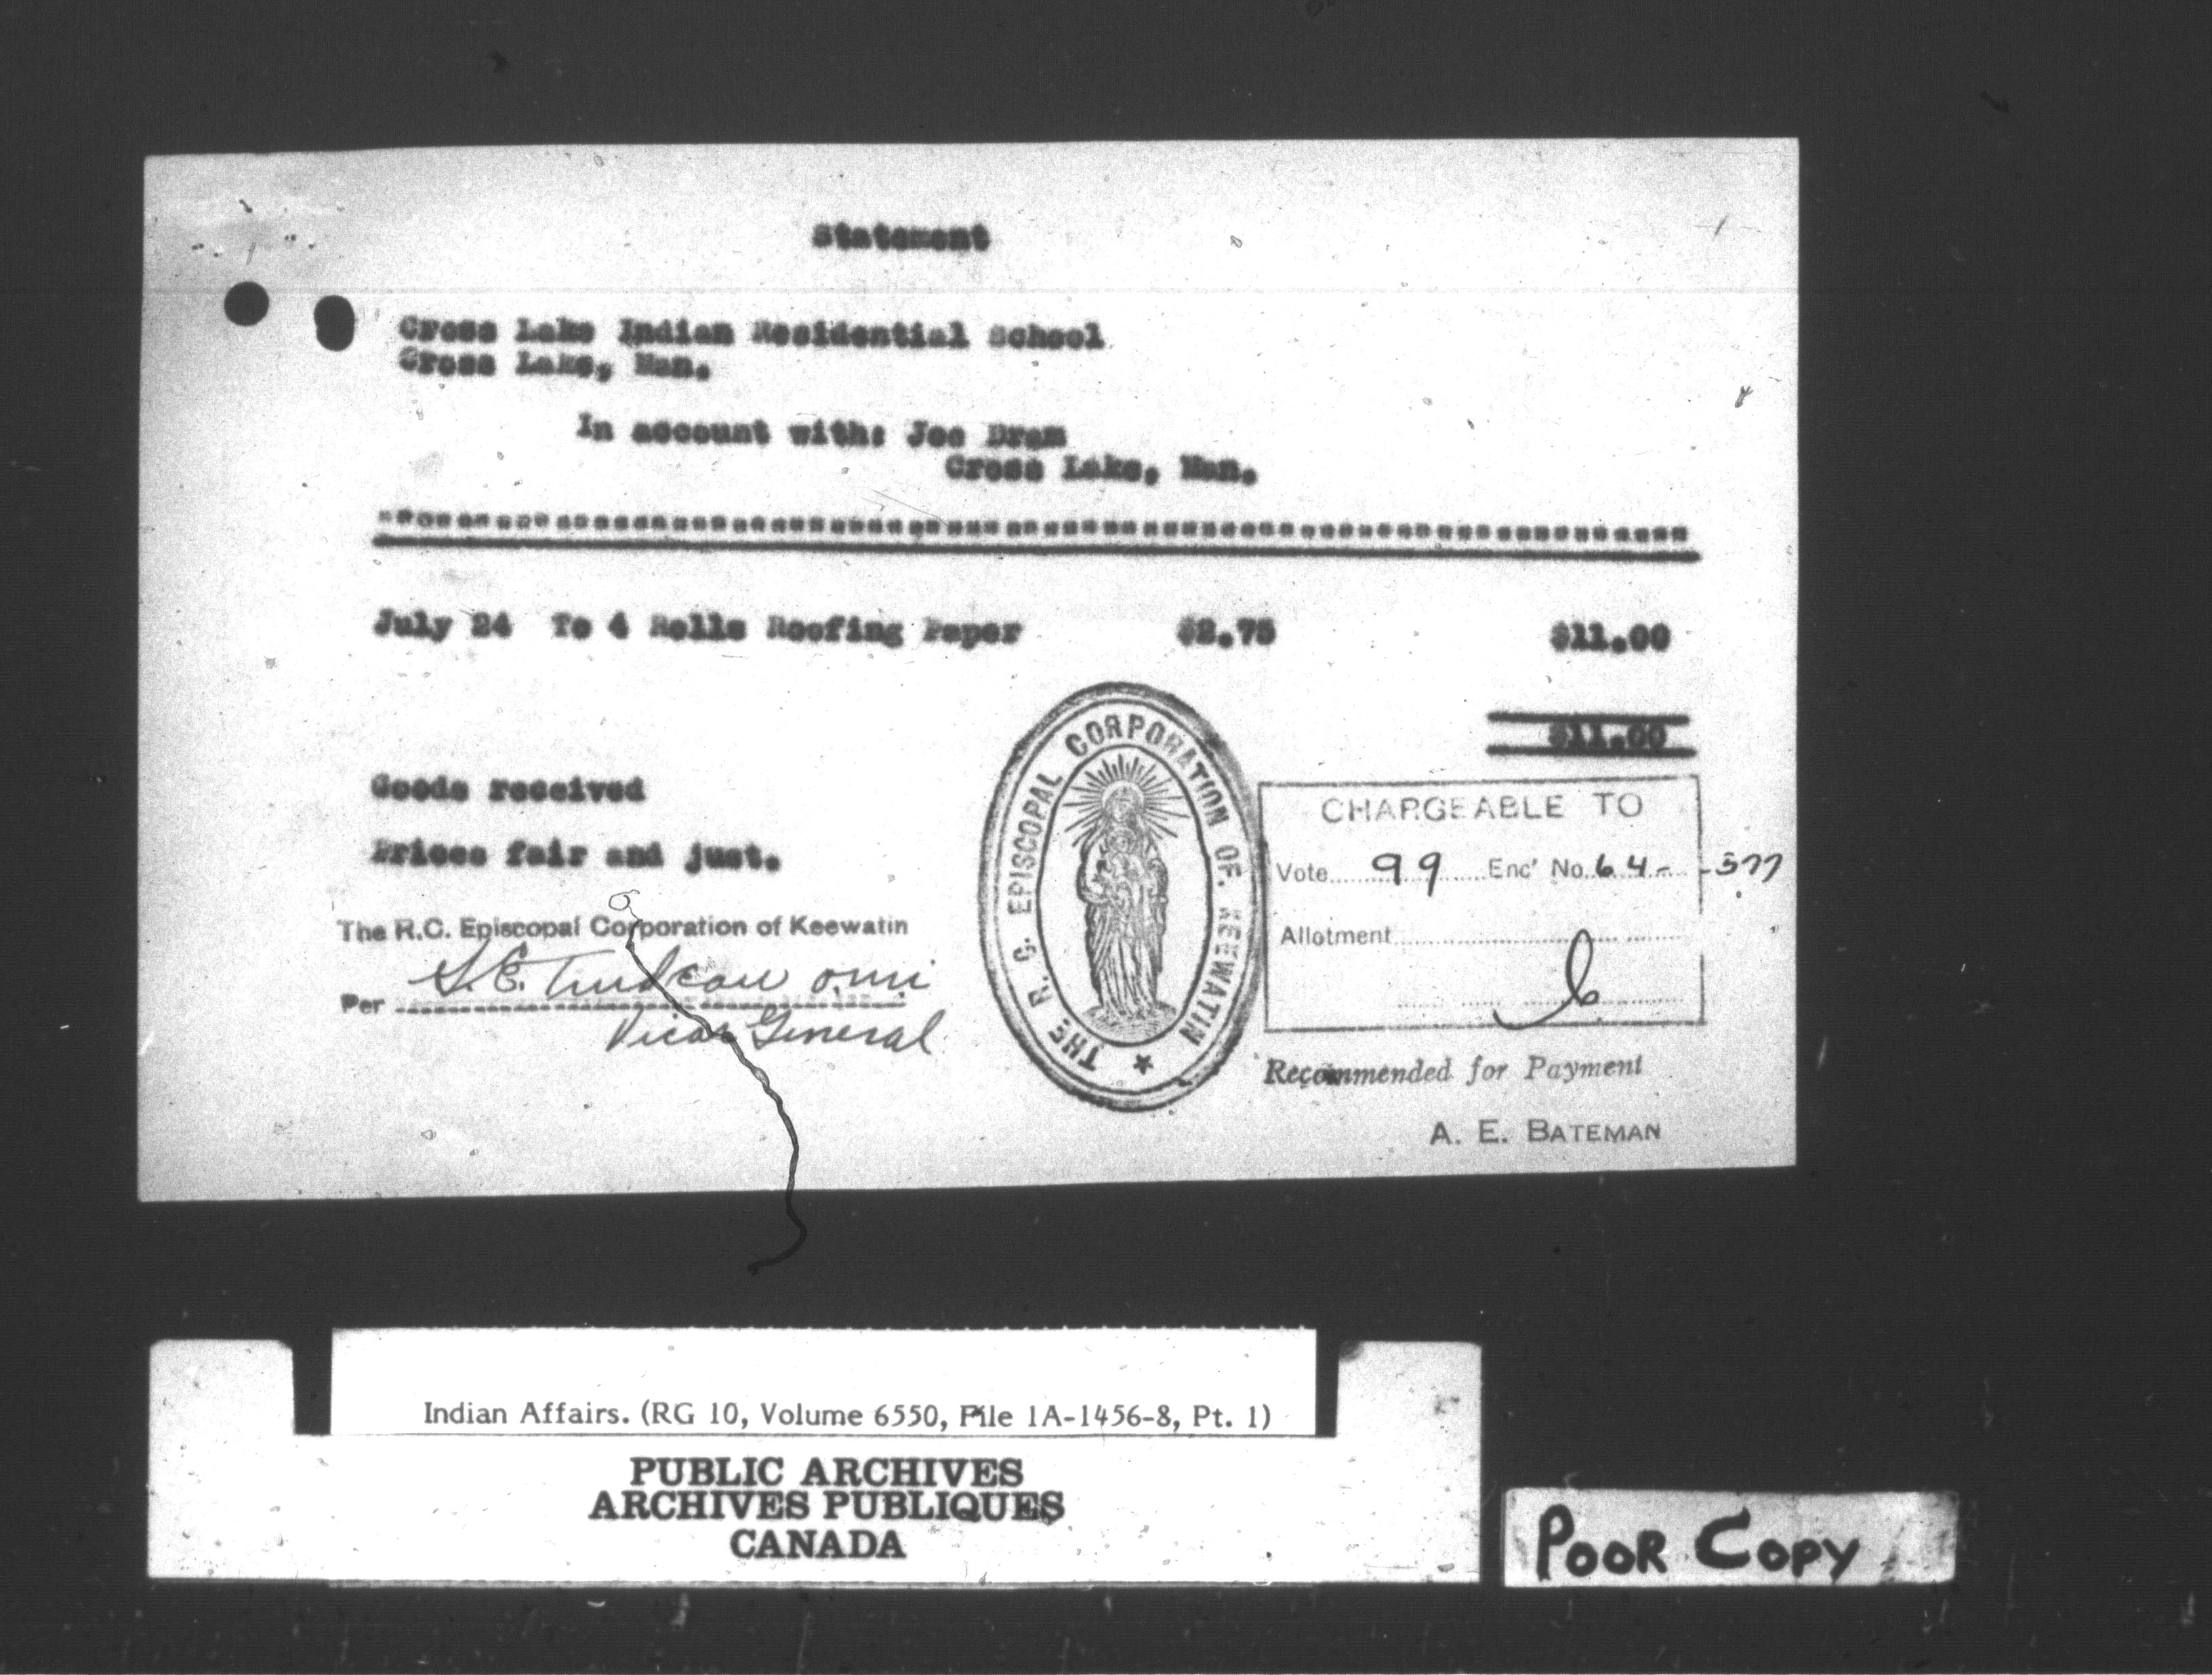 Statement
Cross Lake Indian Residential School
Cross Lake, Man.
In account with: Joe Dram
Cross Lake, Man.
July 24 To 4 Rolls Roofing Paper $2.75 $11.00
$11.00
Goods received
Prices fair and just.
The R.C. Episcopal Corporation of Keewatin
Per S.E. Trudeau o.m.i
Vicar General
THE R. C. EPISCOPAL CORPORATION OF KEEWATIN
CHARGEABLE TO
Vote 99 Enc' No. 64- -377
Allotment
Recommended for Payment
A. E. BATEMAN
Indian Affairs. (RG 10, Volume 6550, File 1A-1456-8, Pt. 1)
PUBLIC ARCHIVES
ARCHIVES PUBLIQUES
CANADA
POOR COPY